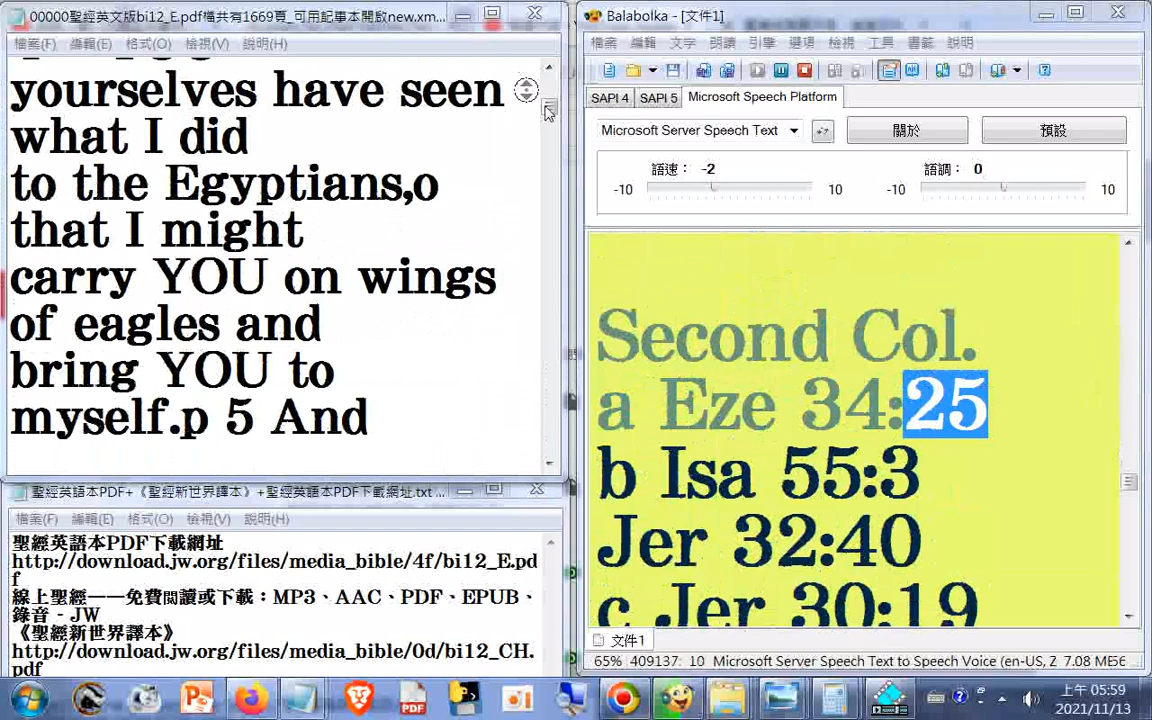 00000聖經英文版bi12_E.pdf檔共有1669頁_可用記事本開啟new.xm...
檔案(F) 編輯(E) 格式(O) 檢視(V) 說明(H)
yourselves have seen
what I did
to the Egyptians,o
that I might
carry YOU on wings
of eagles and
bring YOU to
myself.p 5 And
聖經英語本PDF+《聖經新世界譯本》+聖經英語本PDF下載網址.txt ...
檔案(F) 編輯(E) 格式(O) 檢視(V) 說明(H)
聖經英語本PDF下載網址
http://download.jw.org/files/media_bible/4f/bi12_E.pd
f
線上聖經──免費閱讀或下載：MP3、AAC、PDF、EPUB、
錄音 - JW
《聖經新世界譯本》
http://download.jw.org/files/media_bible/0d/bi12_CH.
pdf
Balabolka - [文件1]
檔案 編輯 文字 朗讀 引擎 選項 檢視 工具 書籤 說明
SAPI 4 SAPI 5 Microsoft Speech Platform
Microsoft Server Speech Text 關於 預設
語速： -2 語調： 0
-10 10 -10 10
Second Col.
a Eze 34:25
b Isa 55:3
Jer 32:40
c Jer 30:19
文件1
65% 409137: 10 Microsoft Server Speech Text to Speech Voice (en-US, Z 7.08 ME56
上午 05:59
2021/11/13